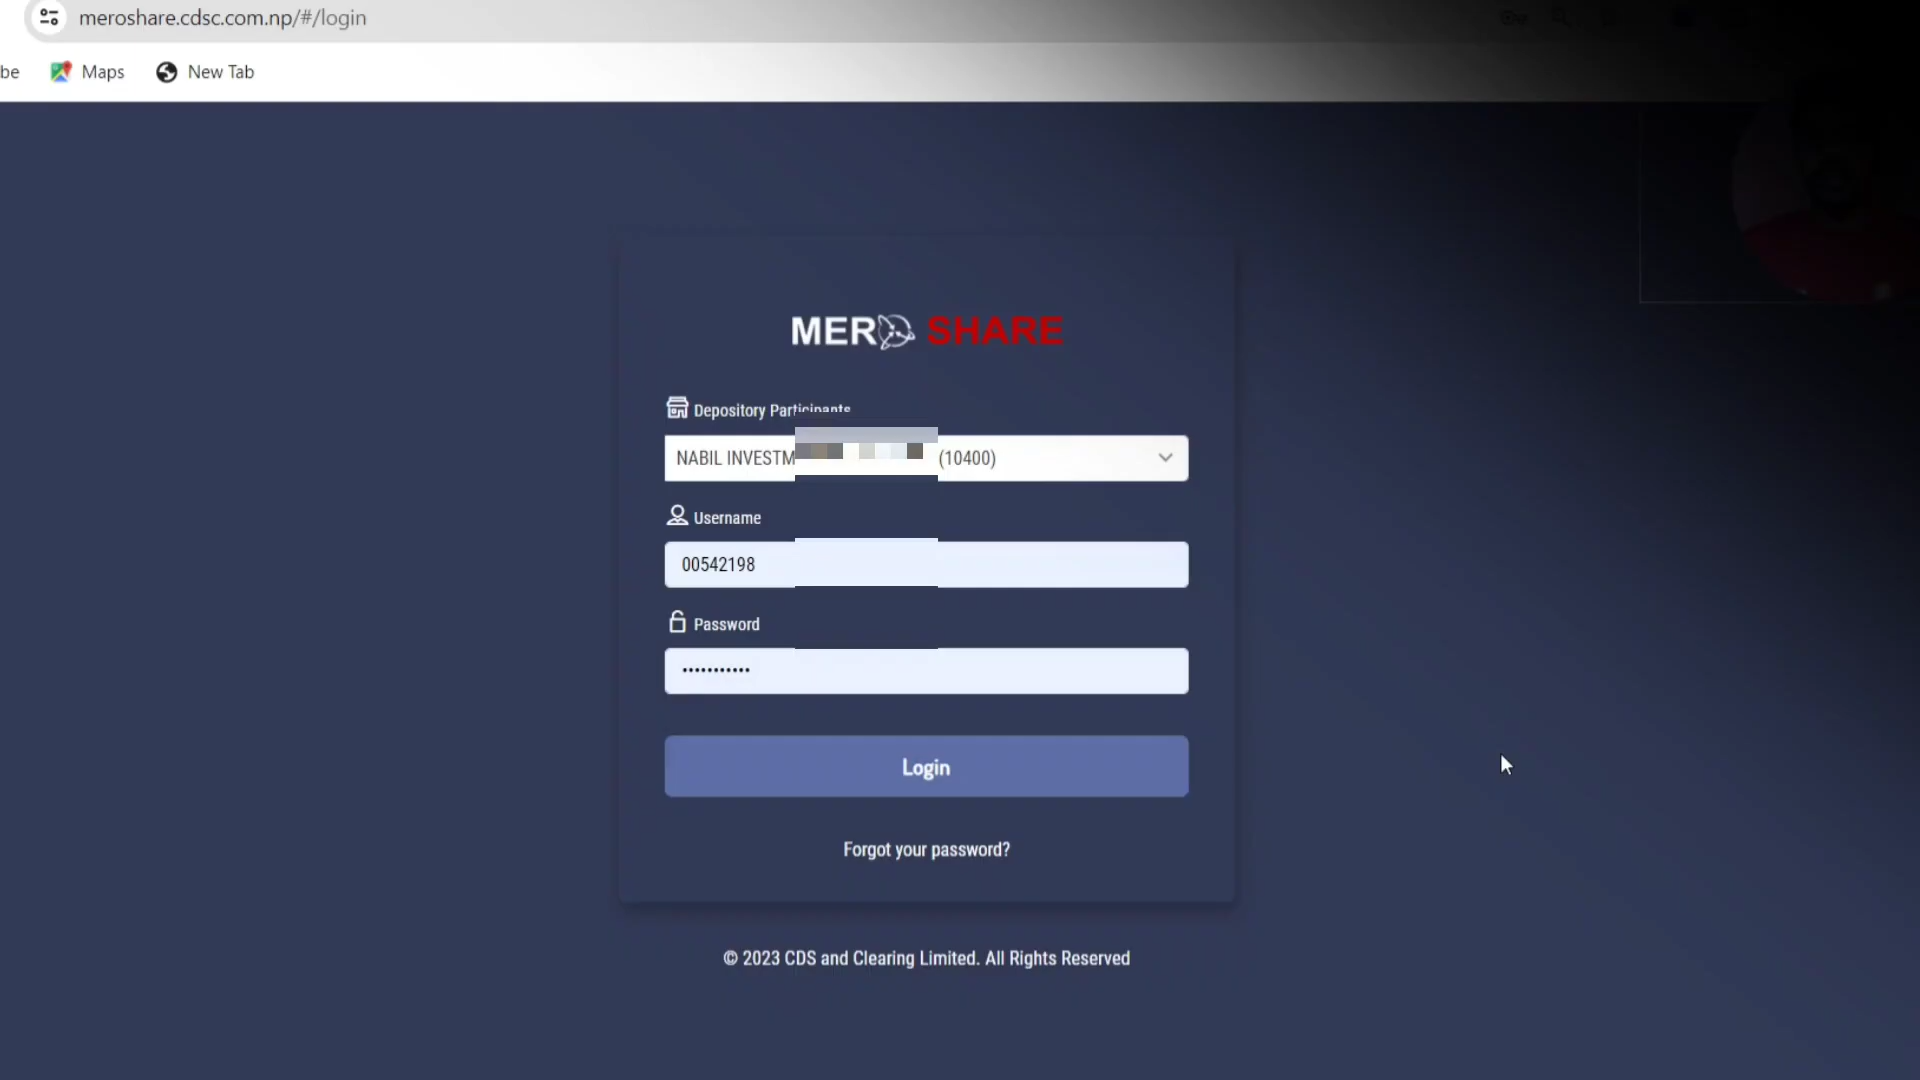 meroshare.cdsc.com.np/#/login
be Maps New Tab
MERO SHARE
Depository Participants
NABIL INVESTM (10400)
Username
00542198
Password
•••••••••••
Login
Forgot your password?
© 2023 CDS and Clearing Limited. All Rights Reserved